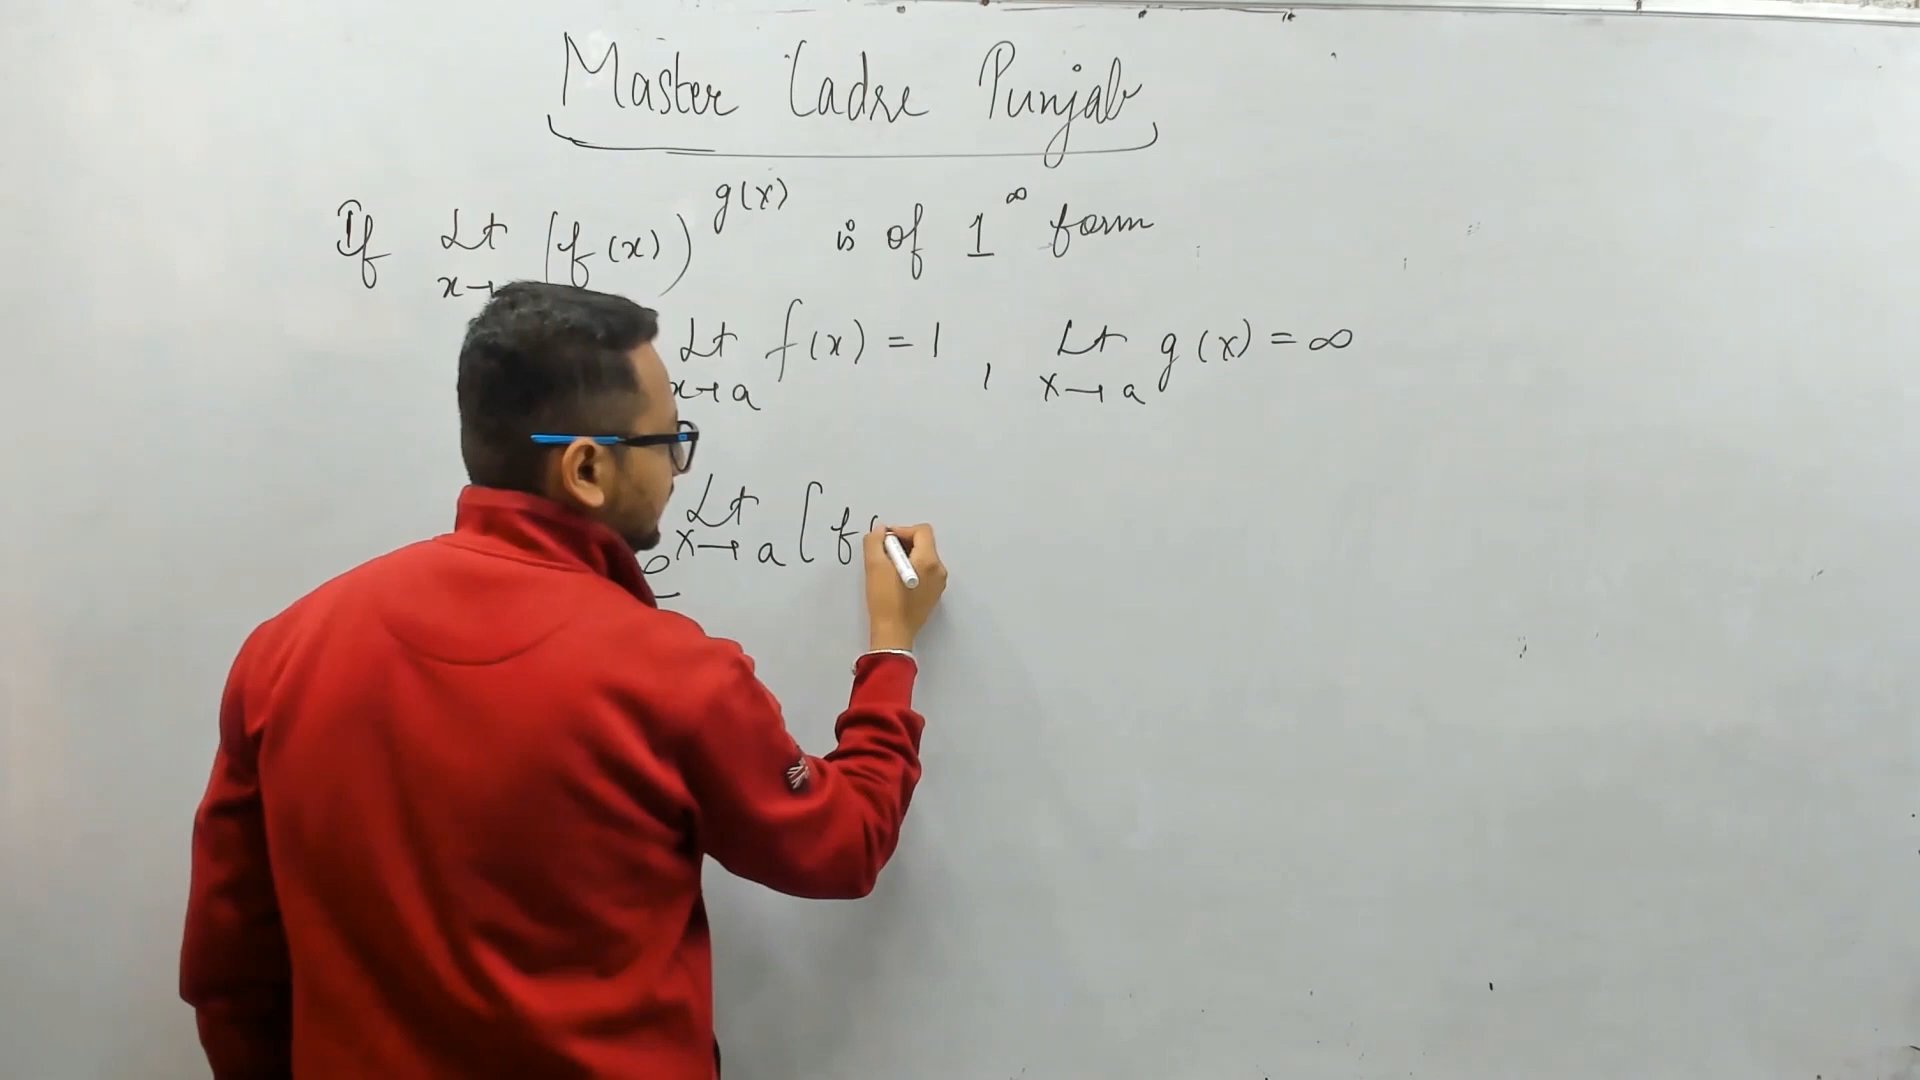 Master Cadre Punjab
If Lt x→ (f(x))^g(x) is of 1^∞ form
Lt x→a f(x) = 1 , Lt x→a g(x) = ∞
e^ Lt x→a [f(